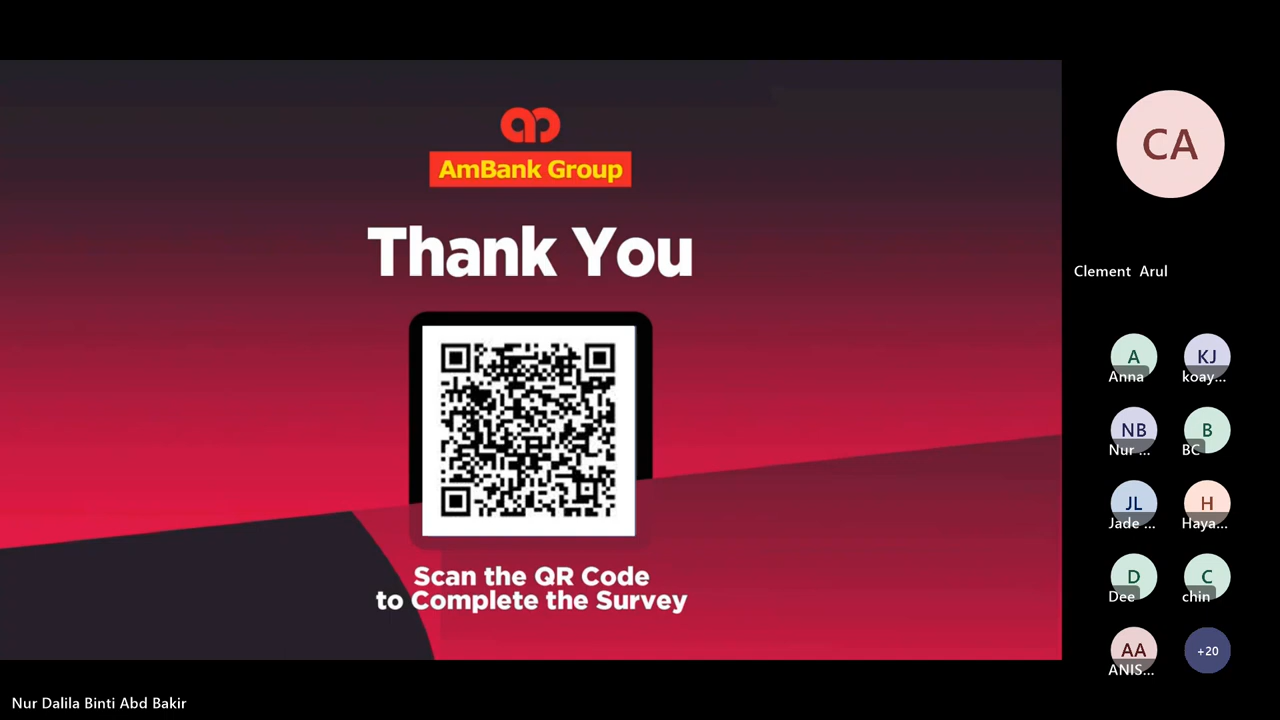 AmBank Group
Thank You
Scan the QR Code
to Complete the Survey
CA
Clement Arul
A
Anna
KJ
koay...
NB
Nur ...
B
BC
JL
Jade ...
H
Haya...
D
Dee
C
chin
AA
ANIS...
+20
Nur Dalila Binti Abd Bakir